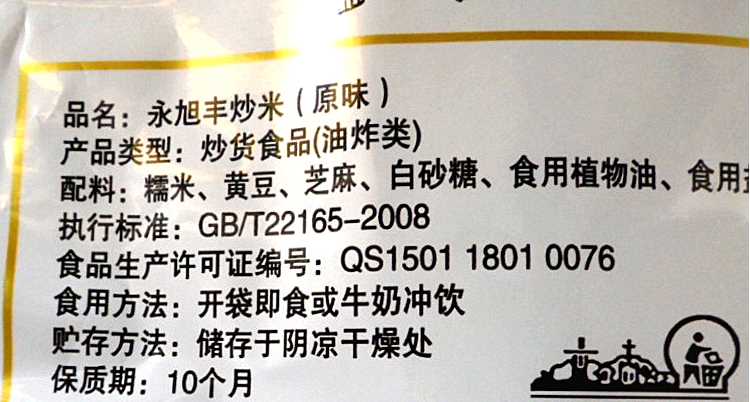 品名：永旭丰炒米（原味）
产品类型：炒货食品(油炸类)
配料：糯米、黄豆、芝麻、白砂糖、食用植物油、食用
执行标准：GB/T22165-2008
食品生产许可证编号：QS1501 1801 0076
食用方法：开袋即食或牛奶冲饮
贮存方法：储存于阴凉干燥处
保质期：10个月